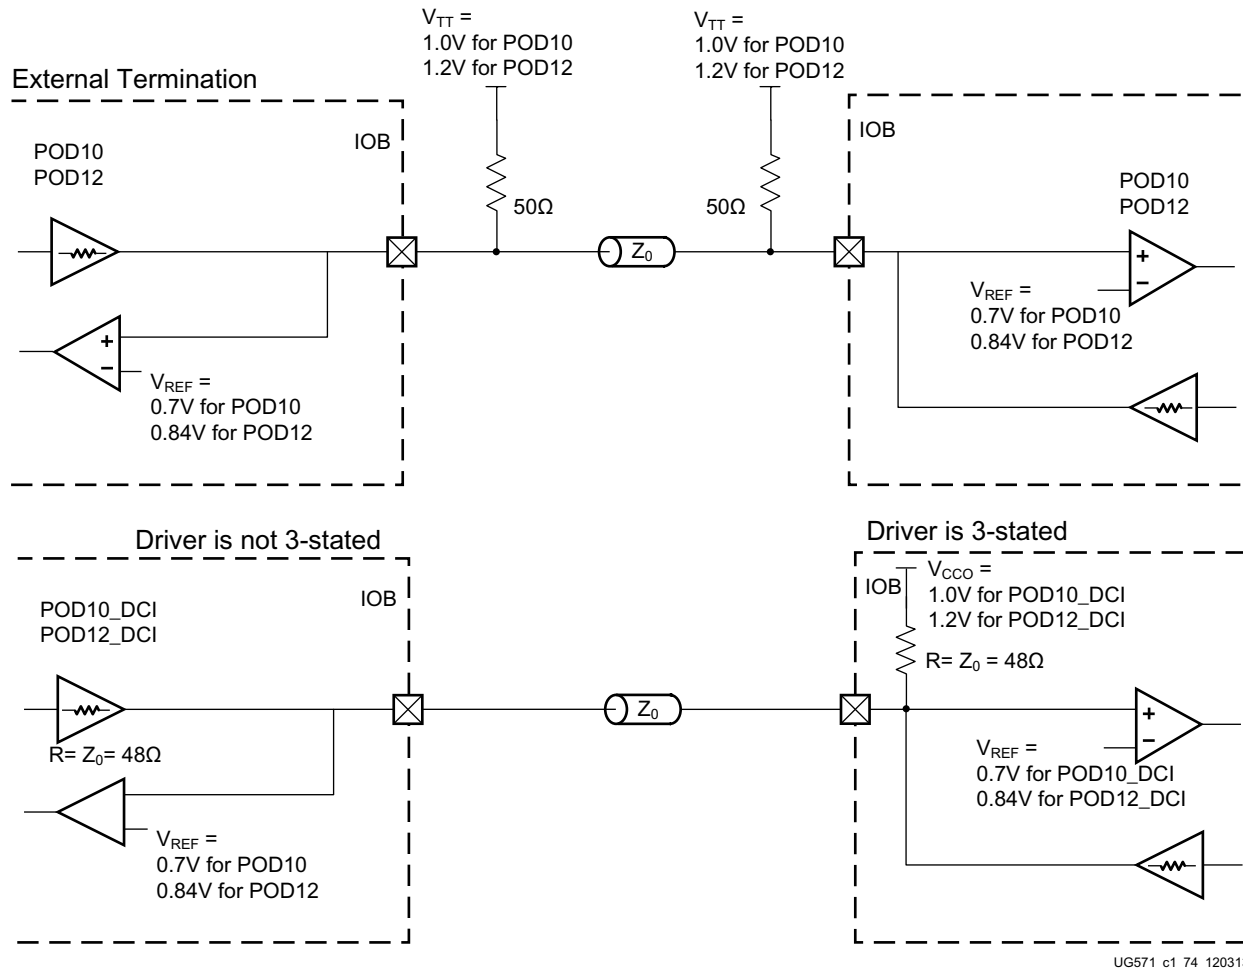 V_TT =
1.0V for POD10
1.2V for POD12
V_TT =
1.0V for POD10
1.2V for POD12
External Termination
IOB
POD10
POD12
50Ω
50Ω
Z_0
IOB
POD10
POD12
+
−
V_REF =
0.7V for POD10
0.84V for POD12
+
−
V_REF =
0.7V for POD10
0.84V for POD12
Driver is not 3-stated
IOB
POD10_DCI
POD12_DCI
R= Z_0= 48Ω
V_REF =
0.7V for POD10
0.84V for POD12
Z_0
Driver is 3-stated
IOB
V_CCO =
1.0V for POD10_DCI
1.2V for POD12_DCI
R= Z_0 = 48Ω
+
−
V_REF =
0.7V for POD10_DCI
0.84V for POD12_DCI
UG571_c1_74_12031